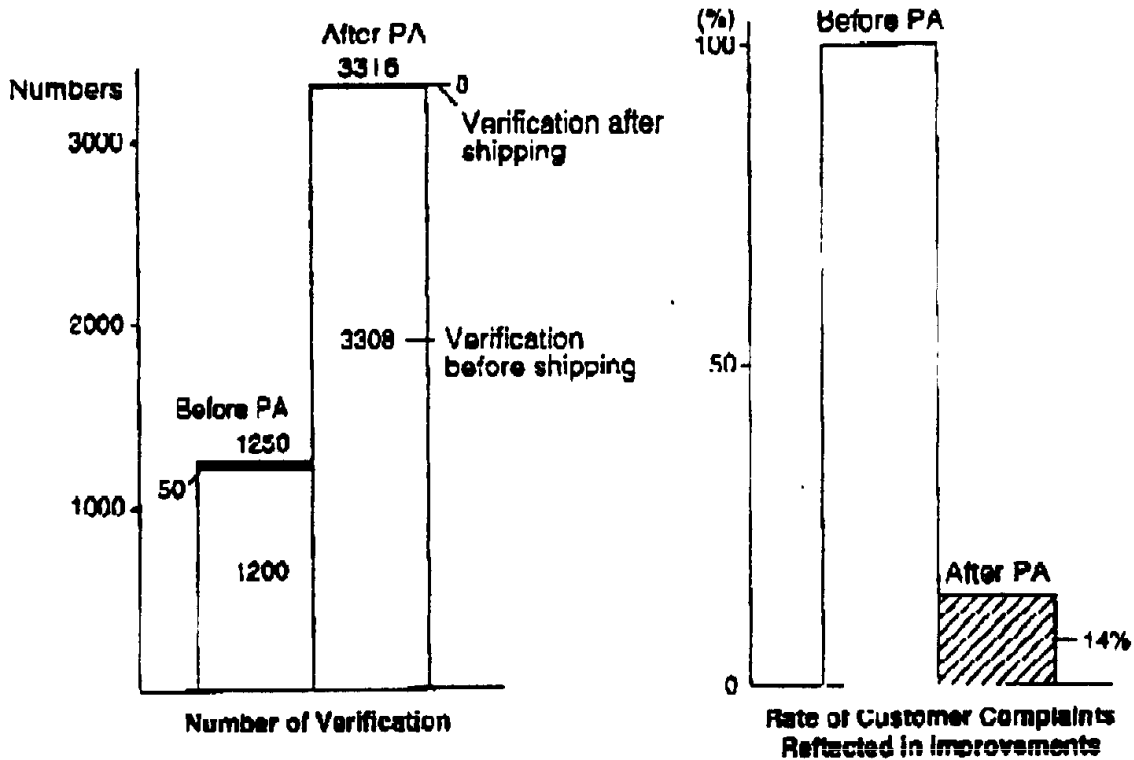 After PA
3316
Numbers
8
Verification after
shipping
3000
2000
3308
Verification
before shipping
Before PA
1250
50
1000
1200
Number of Verification
(%)
Before PA
100
50
After PA
14%
0
Rate of Customer Complaints
Reflected in Improvements